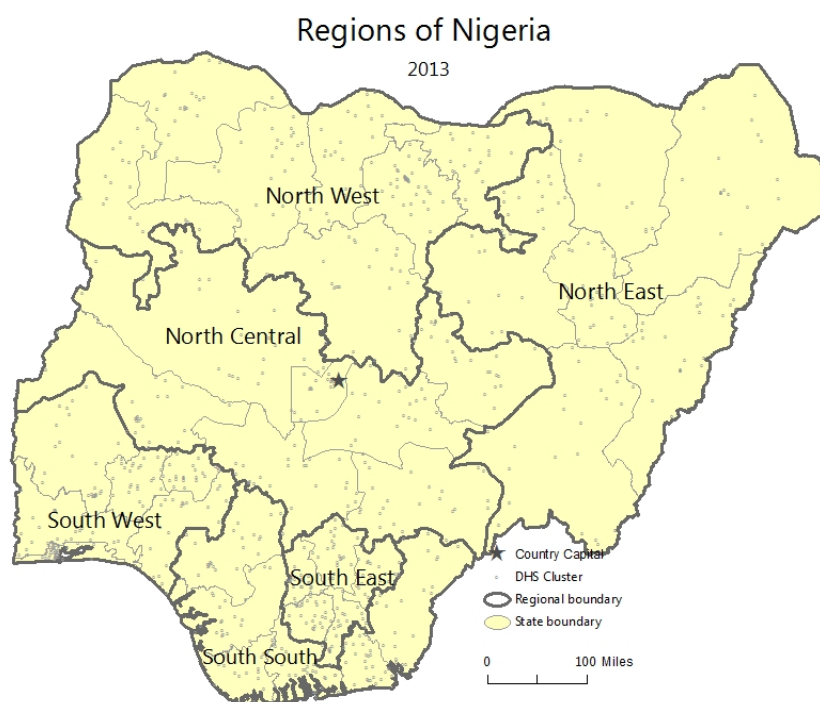 Regions of Nigeria
2013
North West
North East
North Central
South West
South East
South South
Country Capital
DHS Cluster
Regional boundary
State boundary
0
100 Miles